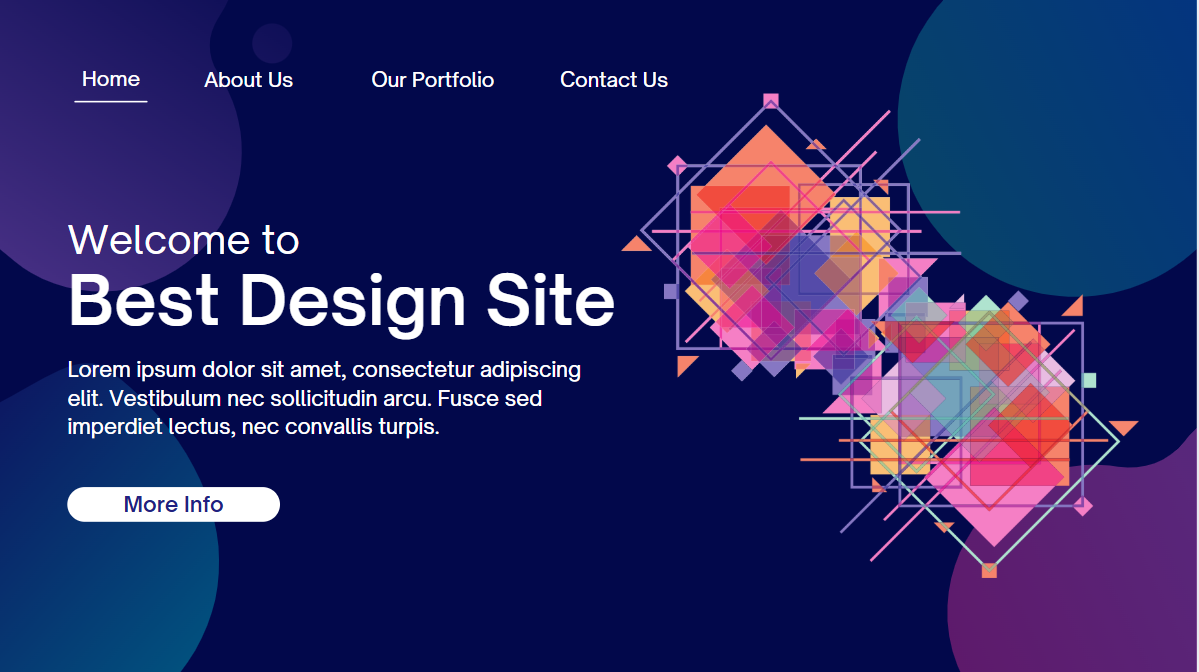 Home About Us Our Portfolio Contact Us
Welcome to
Best Design Site
Lorem ipsum dolor sit amet, consectetur adipiscing
elit. Vestibulum nec sollicitudin arcu. Fusce sed
imperdiet lectus, nec convallis turpis.
More Info